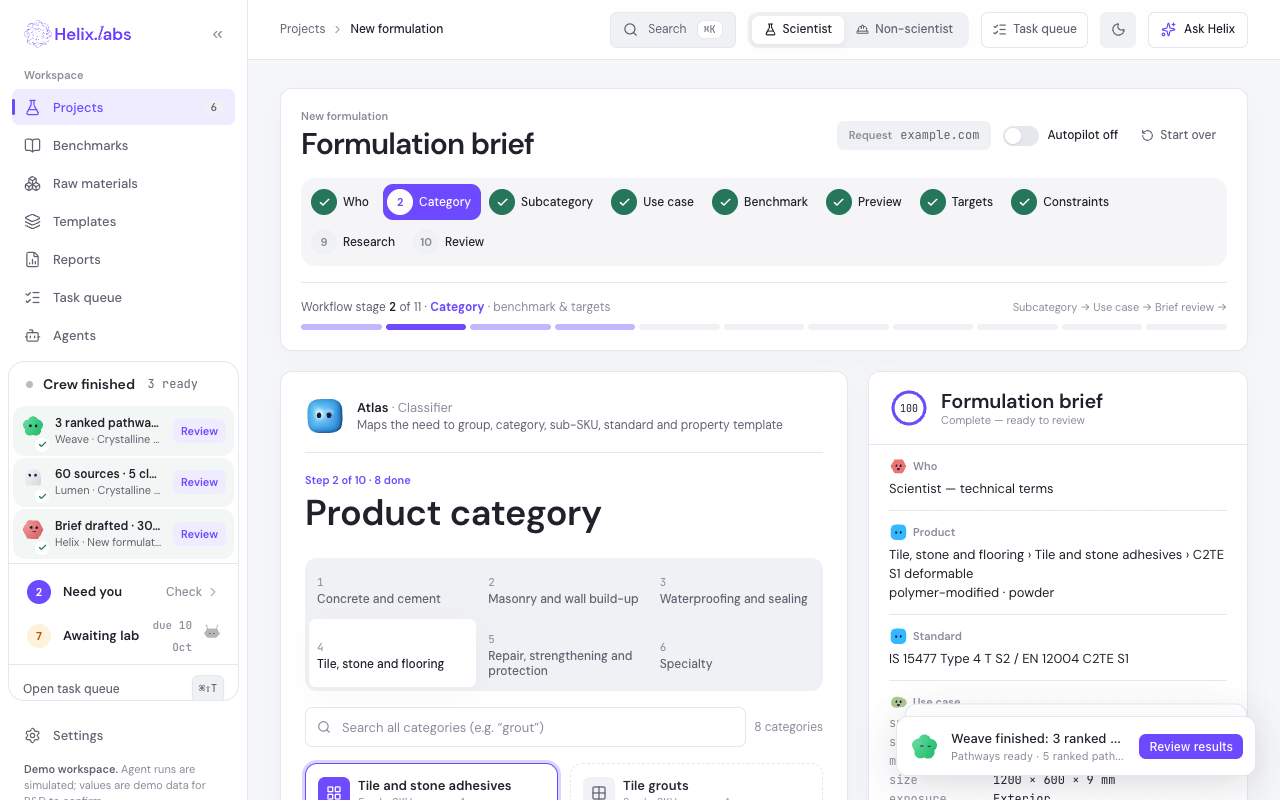 Helix.labs
Workspace
Projects 6
Benchmarks
Raw materials
Templates
Reports
Task queue
Agents
Crew finished 3 ready
3 ranked pathwa...
Weave · Crystalline ...
Review
60 sources · 5 cl...
Lumen · Crystalline ...
Review
Brief drafted · 30...
Helix · New formulat...
Review
2 Need you Check
7 Awaiting lab due 10 Oct
Open task queue ⌘⇧T
Settings
Demo workspace. Agent runs are
simulated; values are demo data for
Projects > New formulation
Search ⌘K
Scientist
Non-scientist
Task queue
Ask Helix
New formulation
Formulation brief
Request example.com
Autopilot off
Start over
Who
2 Category
Subcategory
Use case
Benchmark
Preview
Targets
Constraints
9 Research
10 Review
Workflow stage 2 of 11 · Category · benchmark & targets
Subcategory → Use case → Brief review →
Atlas · Classifier
Maps the need to group, category, sub-SKU, standard and property template
Step 2 of 10 · 8 done
Product category
1
Concrete and cement
2
Masonry and wall build-up
3
Waterproofing and sealing
4
Tile, stone and flooring
5
Repair, strengthening and
protection
6
Specialty
Search all categories (e.g. “grout”)
8 categories
Tile and stone adhesives
Tile grouts
100
Formulation brief
Complete — ready to review
Who
Scientist — technical terms
Product
Tile, stone and flooring › Tile and stone adhesives › C2TE
S1 deformable
polymer-modified · powder
Standard
IS 15477 Type 4 T S2 / EN 12004 C2TE S1
Use case
Weave finished: 3 ranked ...
Pathways ready · 5 ranked path...
Review results
size 1200 × 600 × 9 mm
exposure Exterior